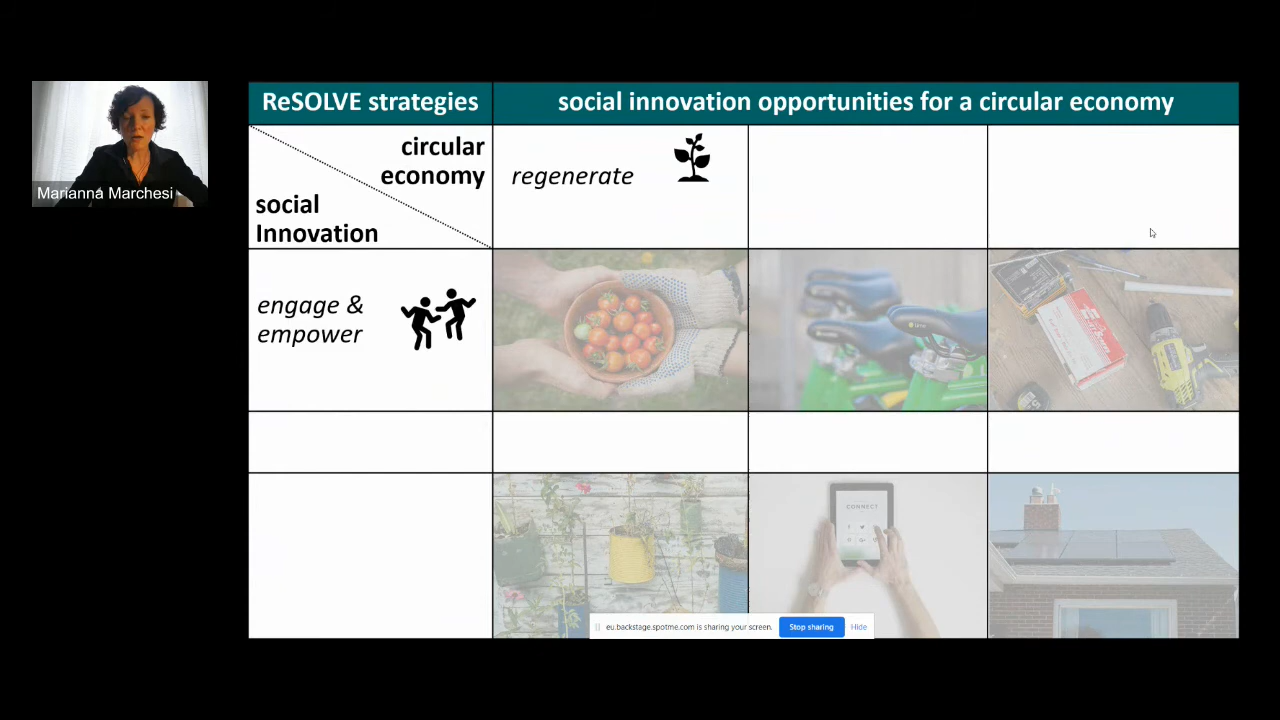 ReSOLVE strategies
social innovation opportunities for a circular economy
circular
economy
social
Innovation
regenerate
Marianna Marchesi
engage &
empower
CONNECT
eu.backstage.spotme.com is sharing your screen.
Stop sharing
Hide